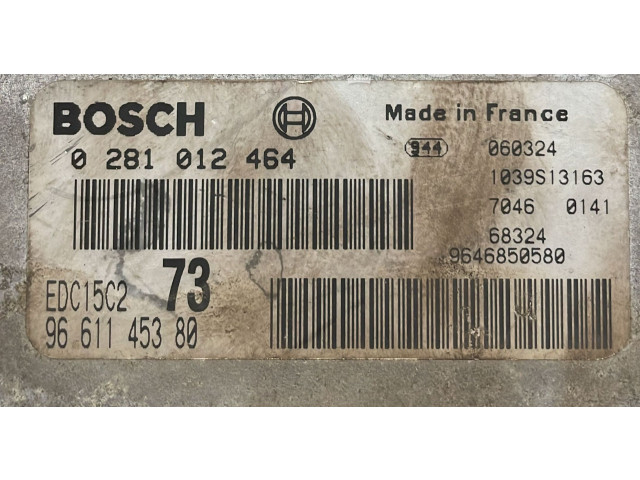 BOSCH
Made in France
0 281 012 464
944 060324
1039S13163
7046 0141
68324
9646850580
EDC15C2 73
96 611 453 80